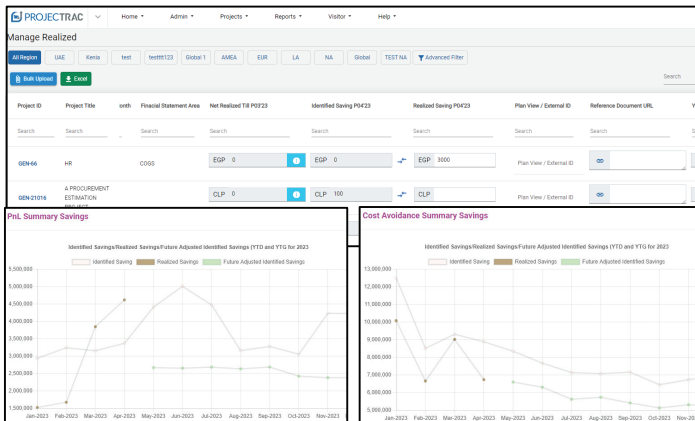 PROJECTRAC Home Admin Projects Reports Visitor Help
Manage Realized
All Region UAE Kenia test testttt123 Global 1 AMEA EUR LA NA Global TEST NA Advanced Filter
Bulk Upload Excel Search
Project ID Project Title onth Finacial Statement Area Net Realized Till P03'23 Identified Saving P04'23 Realized Saving P04'23 Plan View / External ID Reference Document URL Y
Search Search .. Search Search Search Search Search Search S
GEN-66 HR COGS EGP 0 EGP 0 EGP 3000 Plan View / External ID
A PROCUREMENT
GEN-21016 ESTIMATION CLP 0 CLP 100 CLP Plan View / External ID
PROJECT
PnL Summary Savings
Identified Savings/Realized Savings/Future Adjusted Identified Savings (YTD and YTG for 2023
Identified Saving Realized Savings Future Adjusted Identified Savings
5,500,000
5,000,000
4,500,000
4,000,000
3,500,000
3,000,000
2,500,000
2,000,000
1,500,000
Jan-2023 Feb-2023 Mar-2023 Apr-2023 May-2023 Jun-2023 Jul-2023 Aug-2023 Sep-2023 Oct-2023 Nov-2023
Cost Avoidance Summary Savings
Identified Savings/Realized Savings/Future Adjusted Identified Savings (YTD and YTG for 2023
Identified Saving Realized Savings Future Adjusted Identified Savings
13,000,000
12,000,000
11,000,000
10,000,000
9,000,000
8,000,000
7,000,000
6,000,000
5,000,000
Jan-2023 Feb-2023 Mar-2023 Apr-2023 May-2023 Jun-2023 Jul-2023 Aug-2023 Sep-2023 Oct-2023 Nov-202